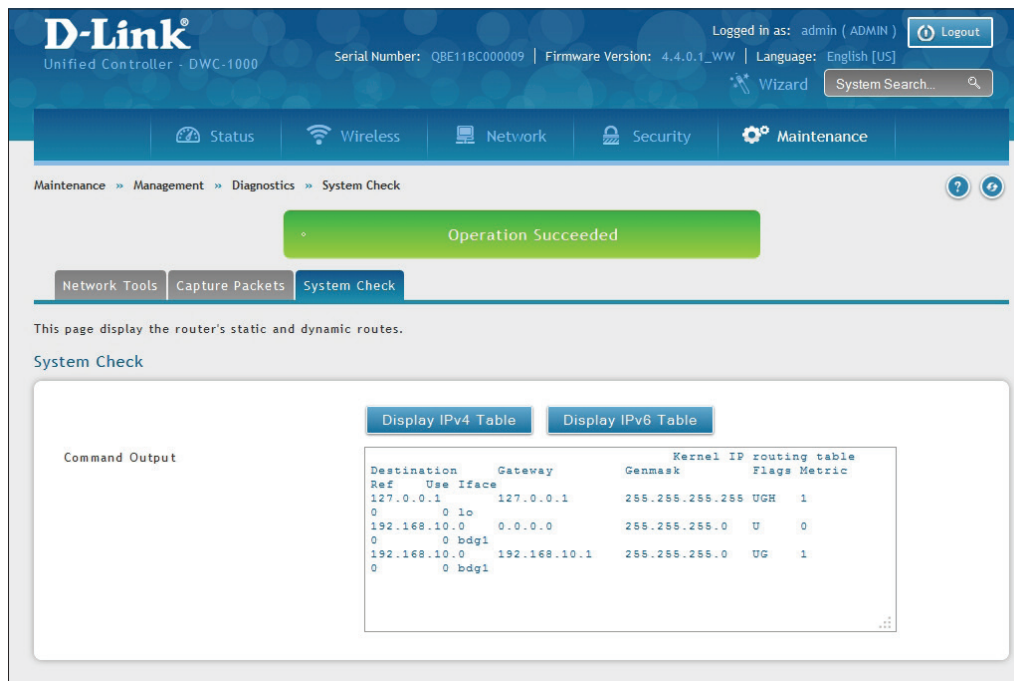 D-Link®
Unified Controller - DWC-1000
Logged in as: admin ( ADMIN ) Logout
Serial Number: QBE11BC000009 | Firmware Version: 4.4.0.1_WW | Language: English [US]
Wizard System Search...
Status Wireless Network Security Maintenance
Maintenance » Management » Diagnostics » System Check
Operation Succeeded
Network Tools Capture Packets System Check
This page display the router's static and dynamic routes.
System Check
Display IPv4 Table Display IPv6 Table
Command Output
Kernel IP routing table
Destination Gateway Genmask Flags Metric
Ref Use Iface
127.0.0.1 127.0.0.1 255.255.255.255 UGH 1
0 0 lo
192.168.10.0 0.0.0.0 255.255.255.0 U 0
0 0 bdg1
192.168.10.0 192.168.10.1 255.255.255.0 UG 1
0 0 bdg1